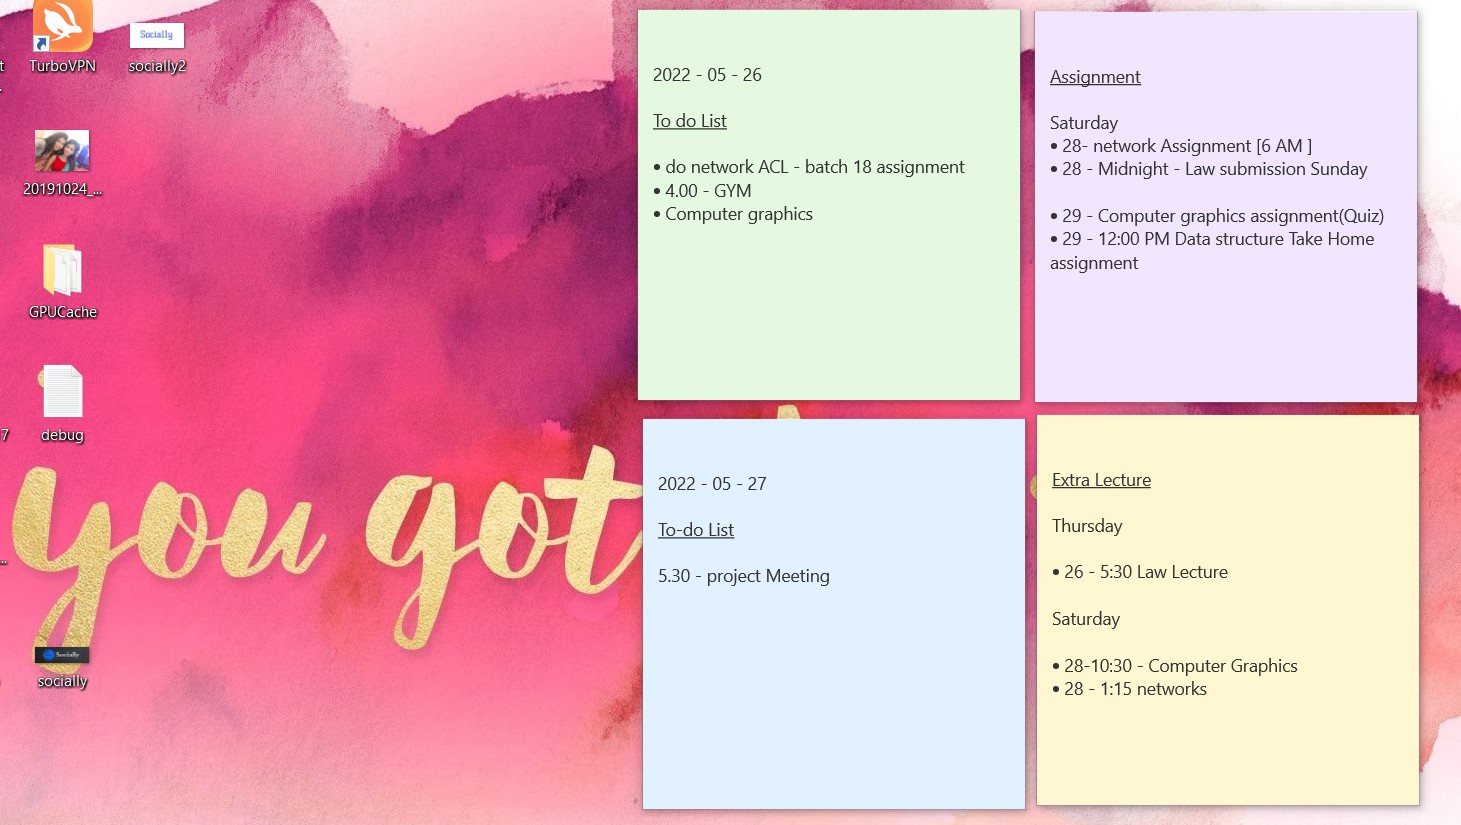 TurboVPN
Socially
socially2
20191024_...
GPUCache
debug
you got
Socially
socially
2022 - 05 - 26
To do List
• do network ACL - batch 18 assignment
• 4.00 - GYM
• Computer graphics
Assignment
Saturday
• 28- network Assignment [6 AM ]
• 28 - Midnight - Law submission Sunday
• 29 - Computer graphics assignment(Quiz)
• 29 - 12:00 PM Data structure Take Home
assignment
2022 - 05 - 27
To-do List
5.30 - project Meeting
Extra Lecture
Thursday
• 26 - 5:30 Law Lecture
Saturday
• 28-10:30 - Computer Graphics
• 28 - 1:15 networks